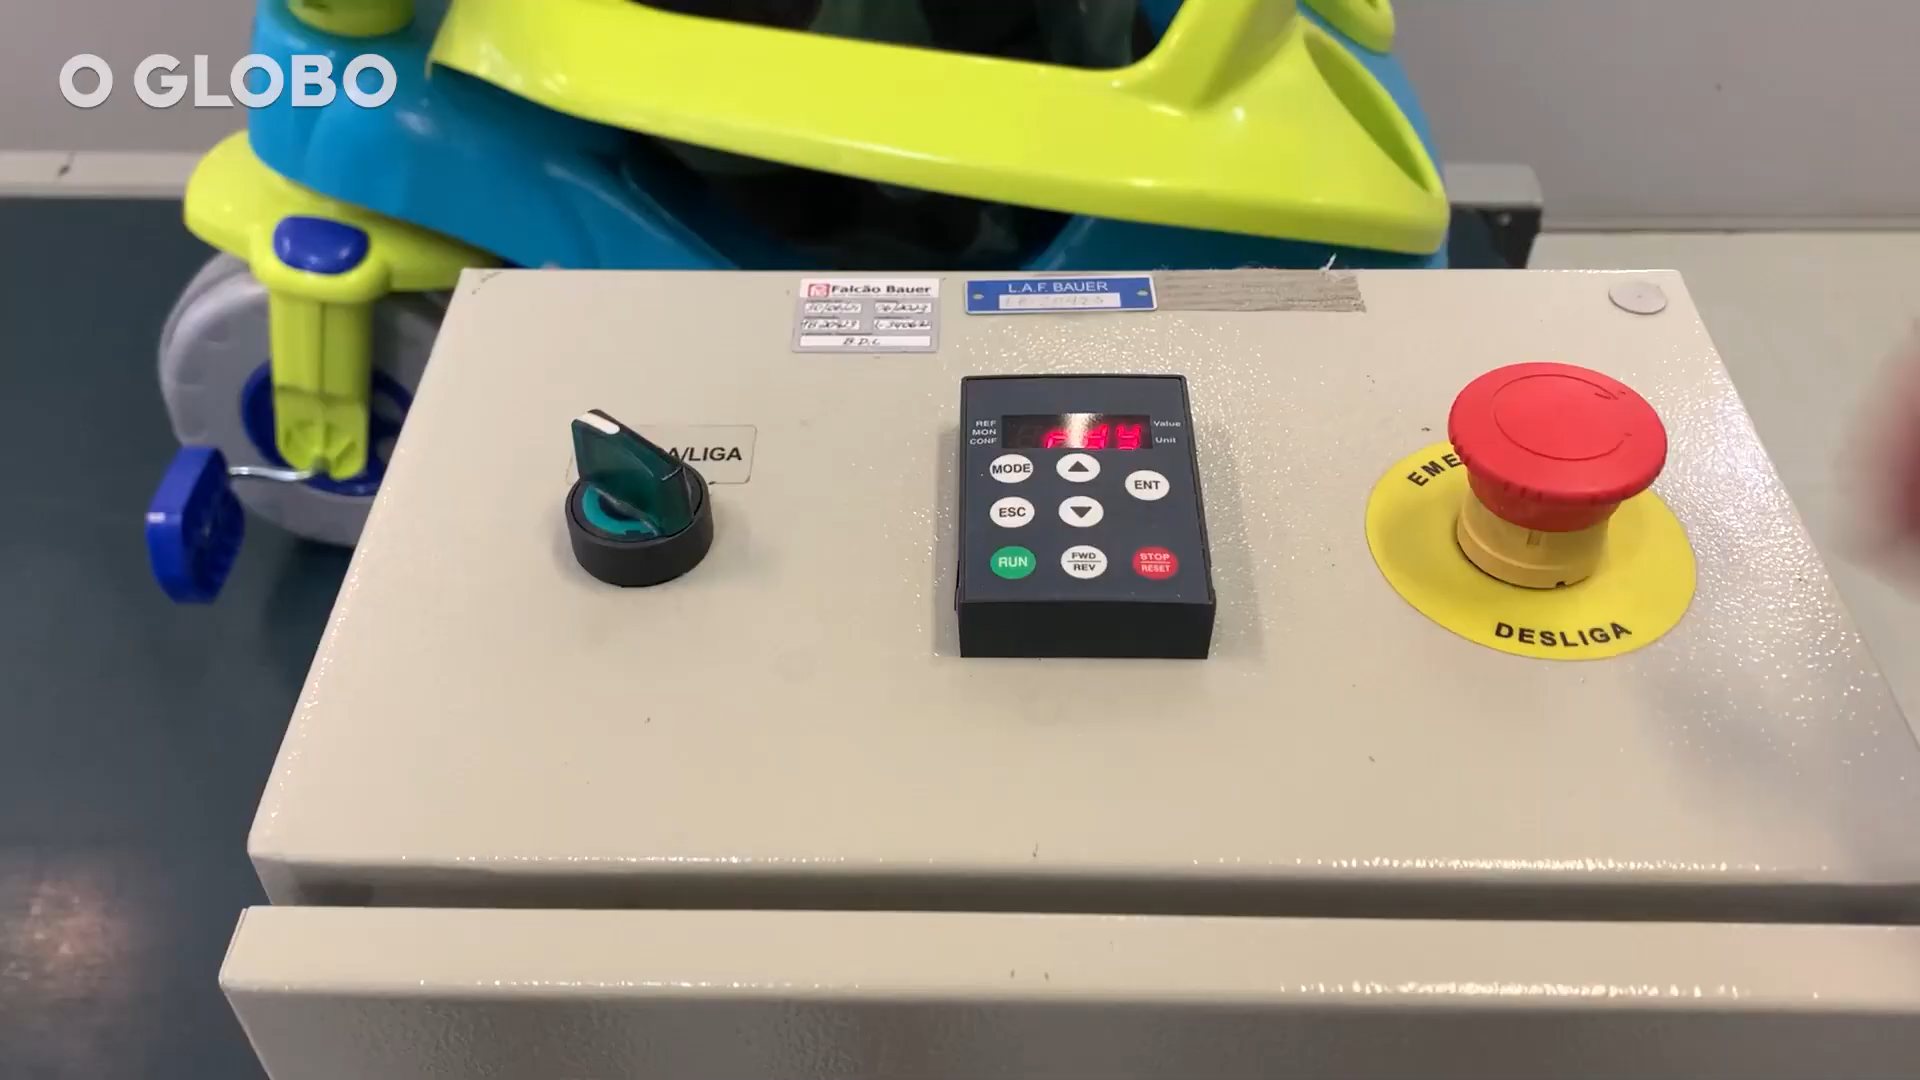 O GLOBO
Falcão Bauer
L.A.F. BAUER
A/LIGA
REF
MON
CONF
rdy
Value
Unit
MODE
ENT
ESC
RUN
FWD
REV
STOP
RESET
EME
DESLIGA